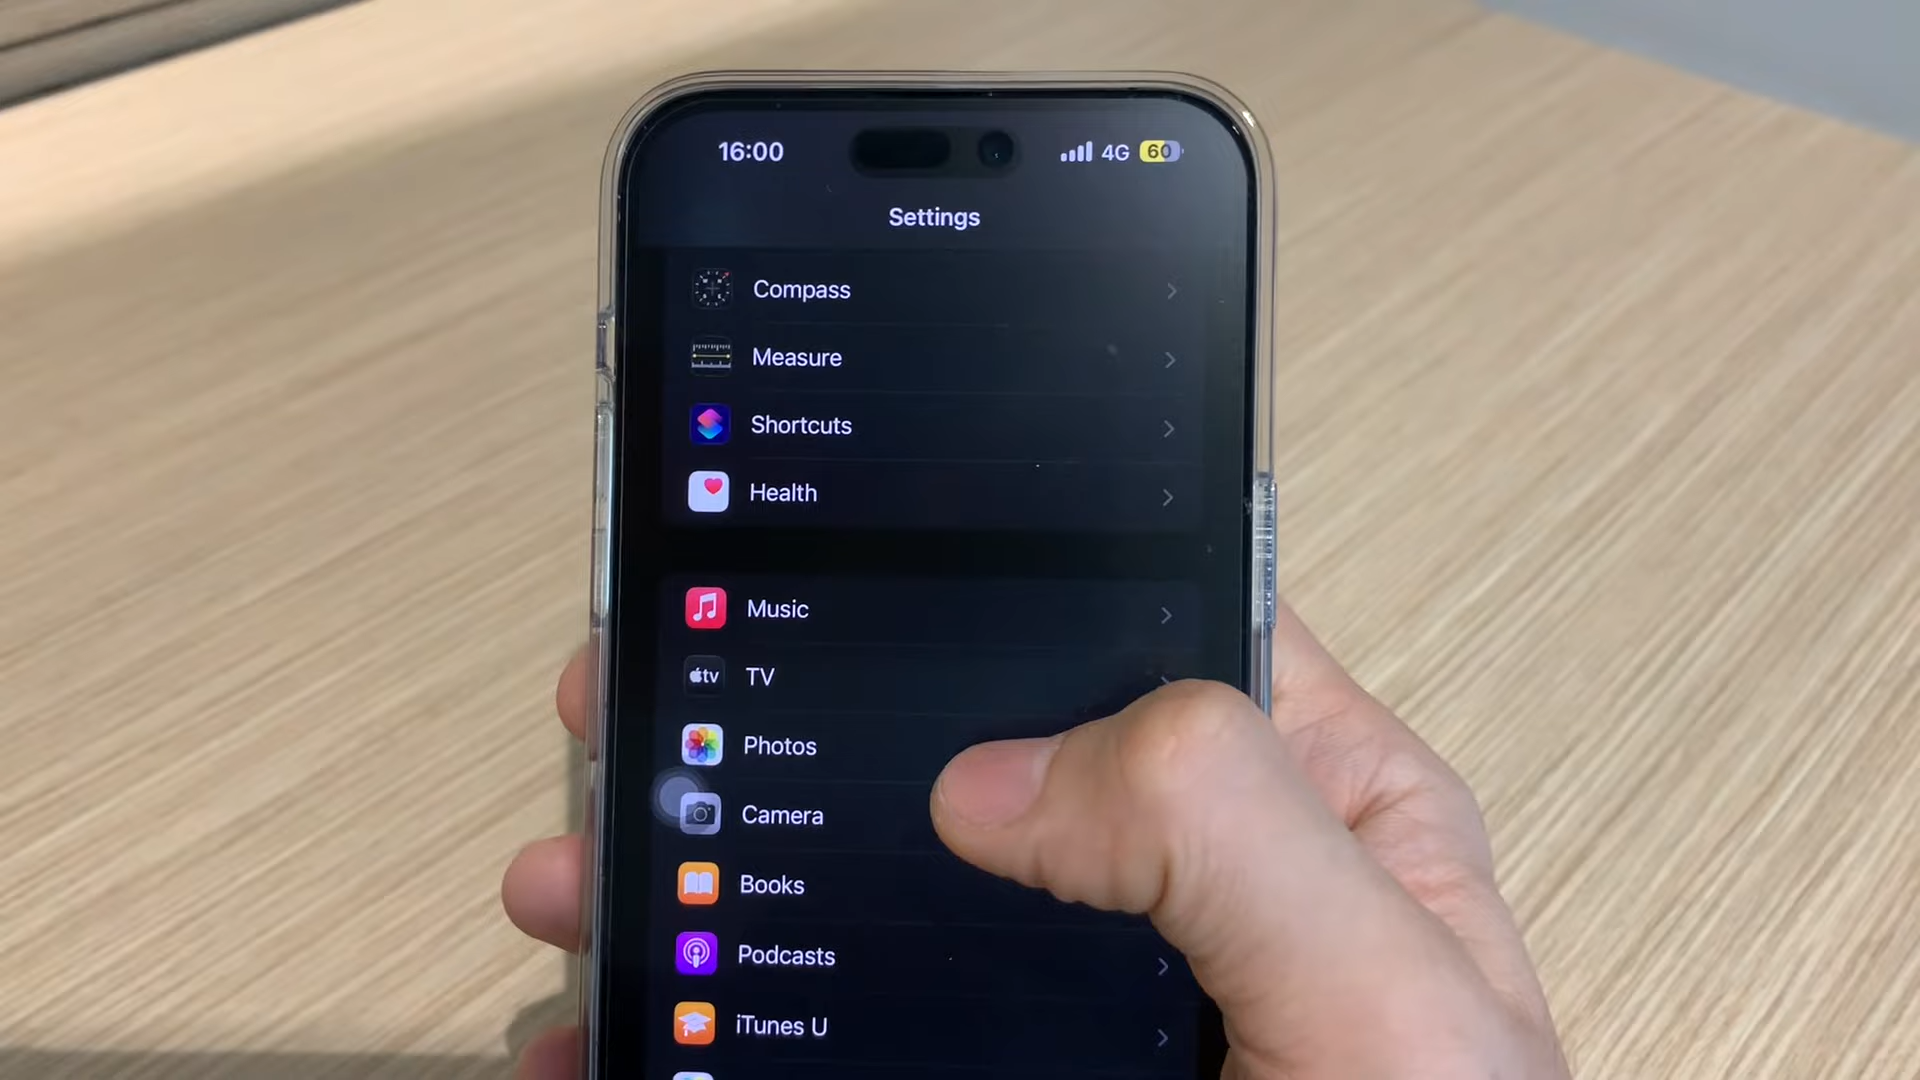 16:00 4G 60
Settings
Compass
Measure
Shortcuts
Health
Music
tv TV
Photos
Camera
Books
Podcasts
iTunes U